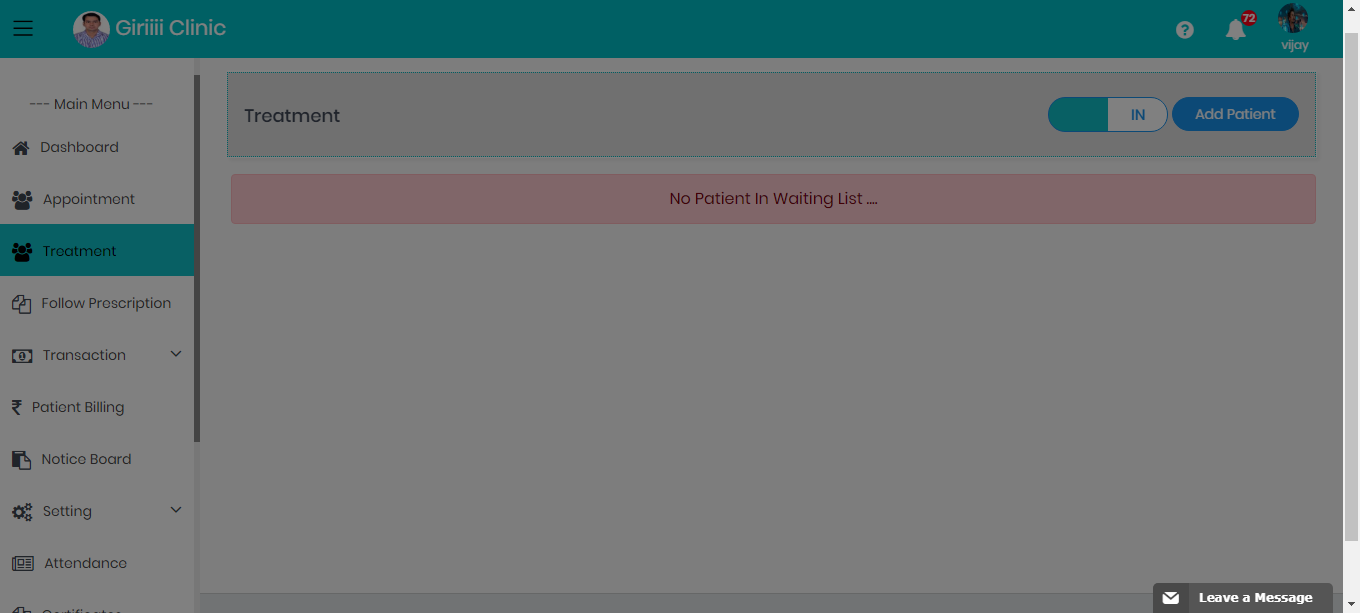 Giriiii Clinic
72
vijay
--- Main Menu ---
Dashboard
Appointment
Treatment
Follow Prescription
Transaction
Patient Billing
Notice Board
Setting
Attendance
Certificates
Treatment
IN
Add Patient
No Patient In Waiting List ....
Leave a Message